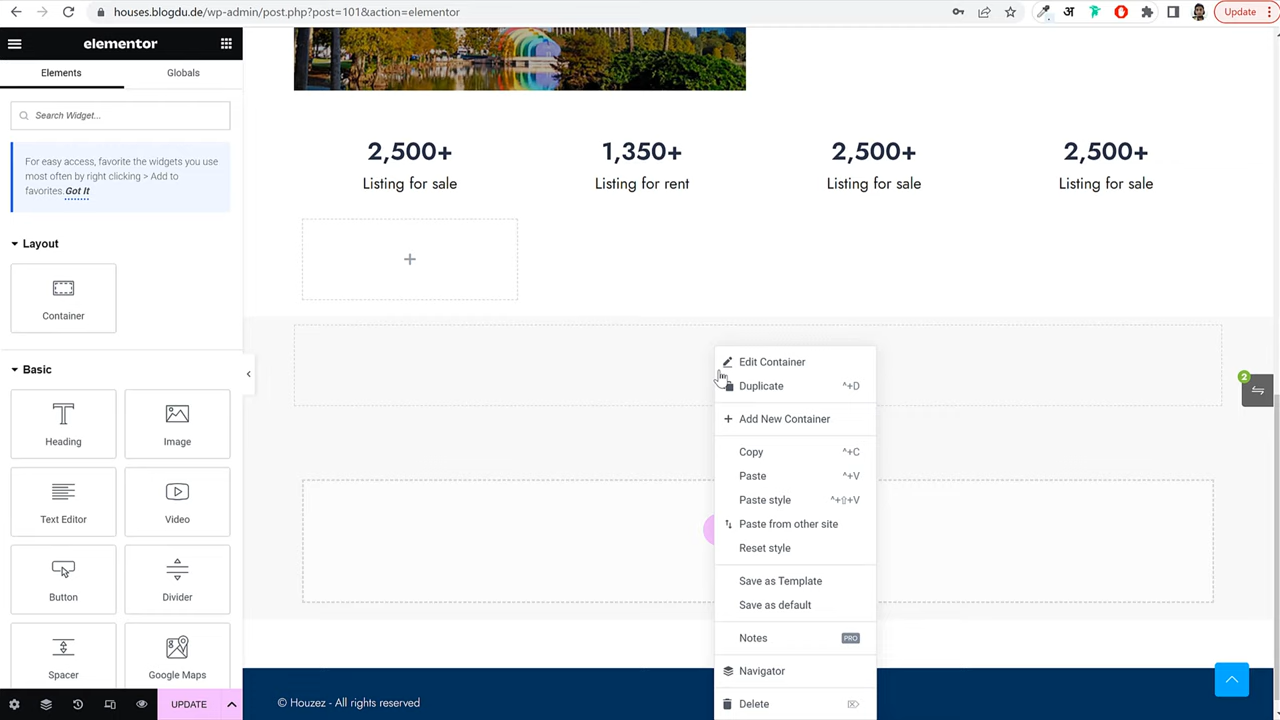 houses.blogdu.de/wp-admin/post.php?post=101&action=elementor
अ
Update
elementor
Elements
Globals
Search Widget...
For easy access, favorite the widgets you use
most often by right clicking > Add to
favorites. Got It
Layout
Container
Basic
Heading
Image
Text Editor
Video
Button
Divider
Spacer
Google Maps
UPDATE
2,500+
Listing for sale
1,350+
Listing for rent
2,500+
Listing for sale
2,500+
Listing for sale
2
Edit Container
Duplicate ^+D
Add New Container
Copy ^+C
Paste ^+V
Paste style ^+⇧+V
Paste from other site
Reset style
Save as Template
Save as default
Notes PRO
Navigator
Delete ⌦
© Houzez - All rights reserved